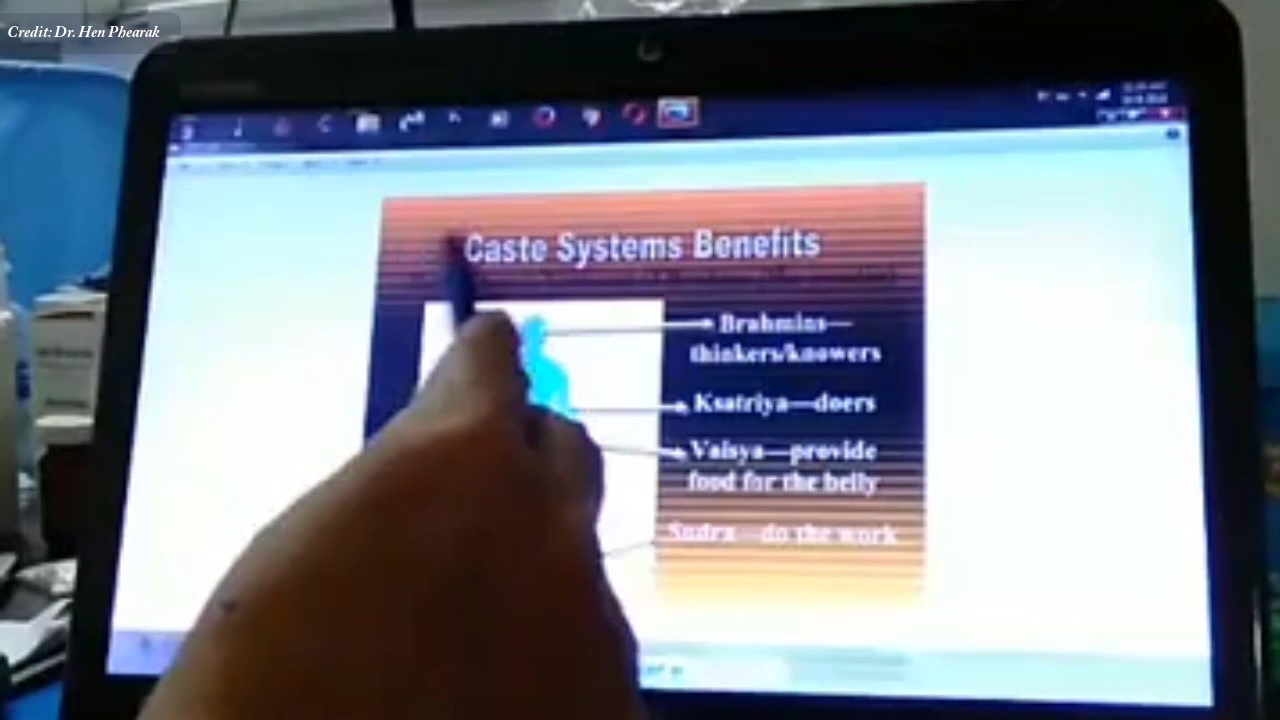 Credit: Dr. Hen Phearak
Caste Systems Benefits
Brahmins—
thinkers/knowers
Ksatriya—doers
Vaisya—provide
food for the belly
Sudra—do the work